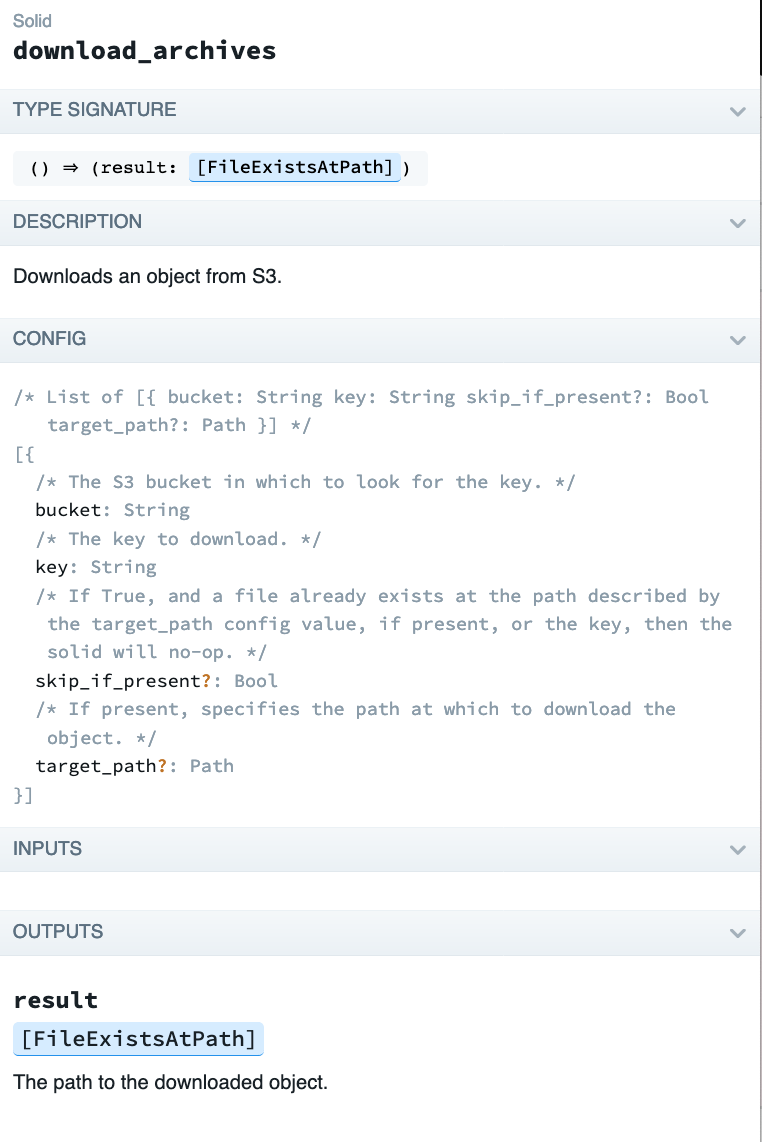 Solid
download_archives
TYPE SIGNATURE
() ⇒ (result: [FileExistsAtPath])
DESCRIPTION
Downloads an object from S3.
CONFIG
/* List of [{ bucket: String key: String skip_if_present?: Bool
target_path?: Path }] */
[{
/* The S3 bucket in which to look for the key. */
bucket: String
/* The key to download. */
key: String
/* If True, and a file already exists at the path described by
the target_path config value, if present, or the key, then the
solid will no-op. */
skip_if_present?: Bool
/* If present, specifies the path at which to download the
object. */
target_path?: Path
}]
INPUTS
OUTPUTS
result
[FileExistsAtPath]
The path to the downloaded object.